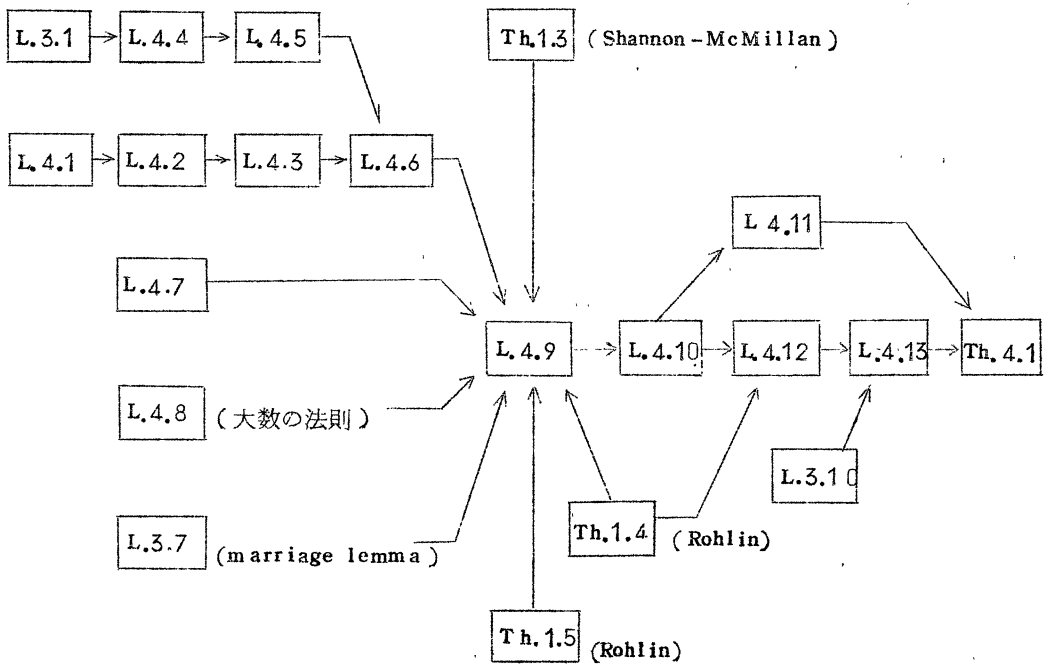 L.3.1 L.4.4 L.4.5 Th.1.3 (Shannon-McMillan)
L.4.1 L.4.2 L.4.3 L.4.6
L 4.11
L.4.7
L.4.9 L.4.10 L.4.12 L.4.13 Th.4.1
L.4.8 (大数の法則)
L.3.10
Th.1.4 (Rohlin)
L.3.7 (marriage lemma)
Th.1.5 (Rohlin)